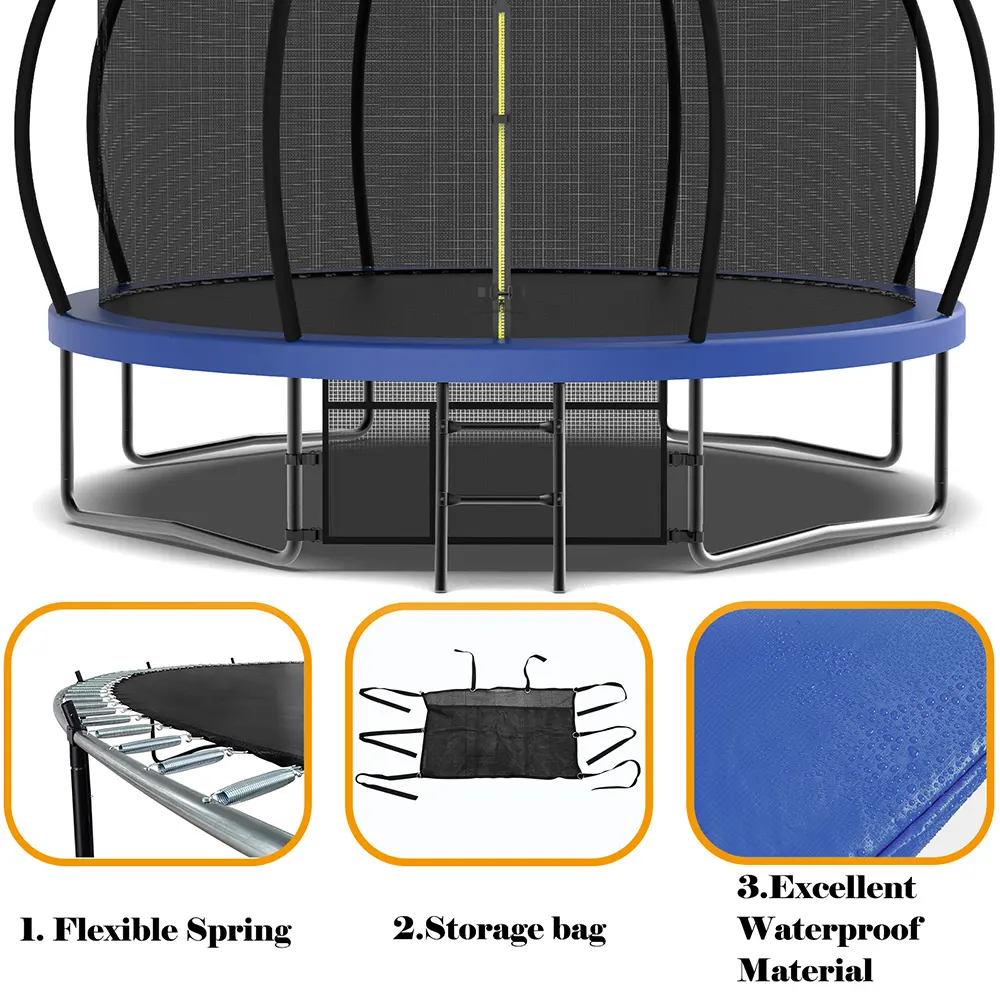 1. Flexible Spring
2.Storage bag
3.Excellent
Waterproof
Material